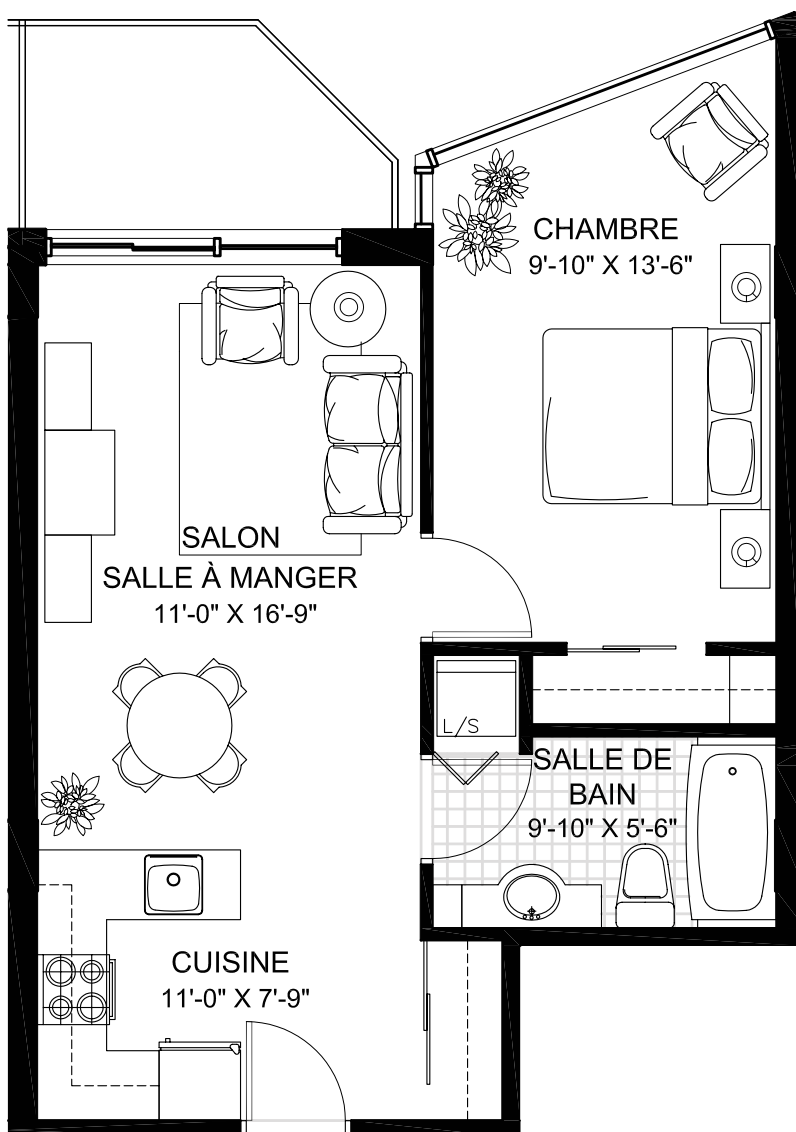 CHAMBRE
9'-10" X 13'-6"
SALON
SALLE À MANGER
11'-0" X 16'-9"
L/S
SALLE DE
BAIN
9'-10" X 5'-6"
CUISINE
11'-0" X 7'-9"